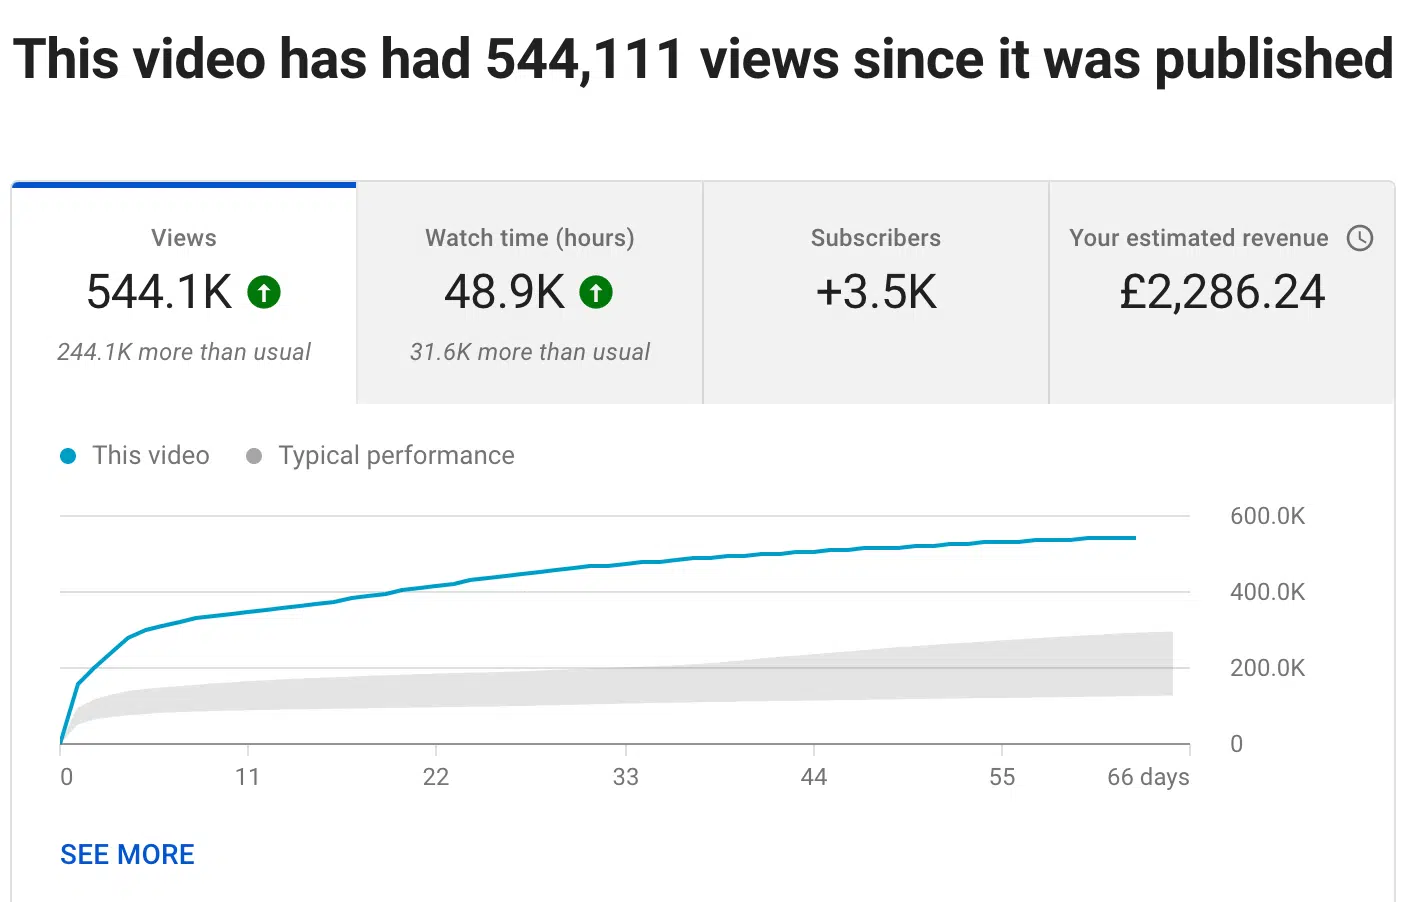 This video has had 544,111 views since it was published
Views
544.1K
244.1K more than usual
Watch time (hours)
48.9K
31.6K more than usual
Subscribers
+3.5K
Your estimated revenue
£2,286.24
This video
Typical performance
600.0K
400.0K
200.0K
0
0 11 22 33 44 55 66 days
SEE MORE